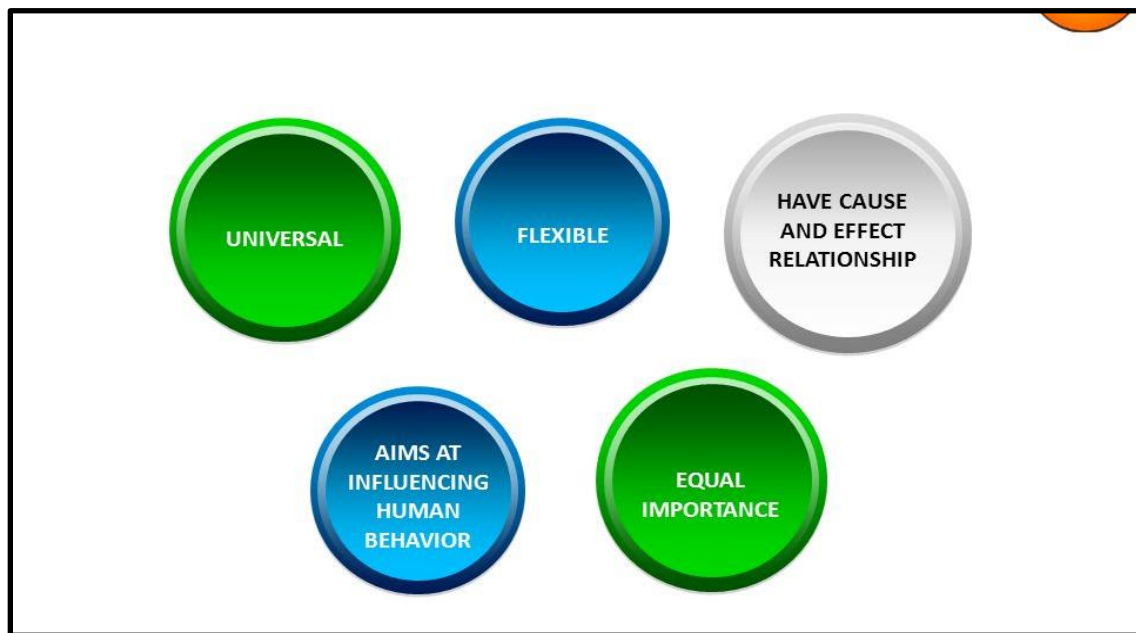 UNIVERSAL
FLEXIBLE
HAVE CAUSE
AND EFFECT
RELATIONSHIP
AIMS AT
INFLUENCING
HUMAN
BEHAVIOR
EQUAL
IMPORTANCE